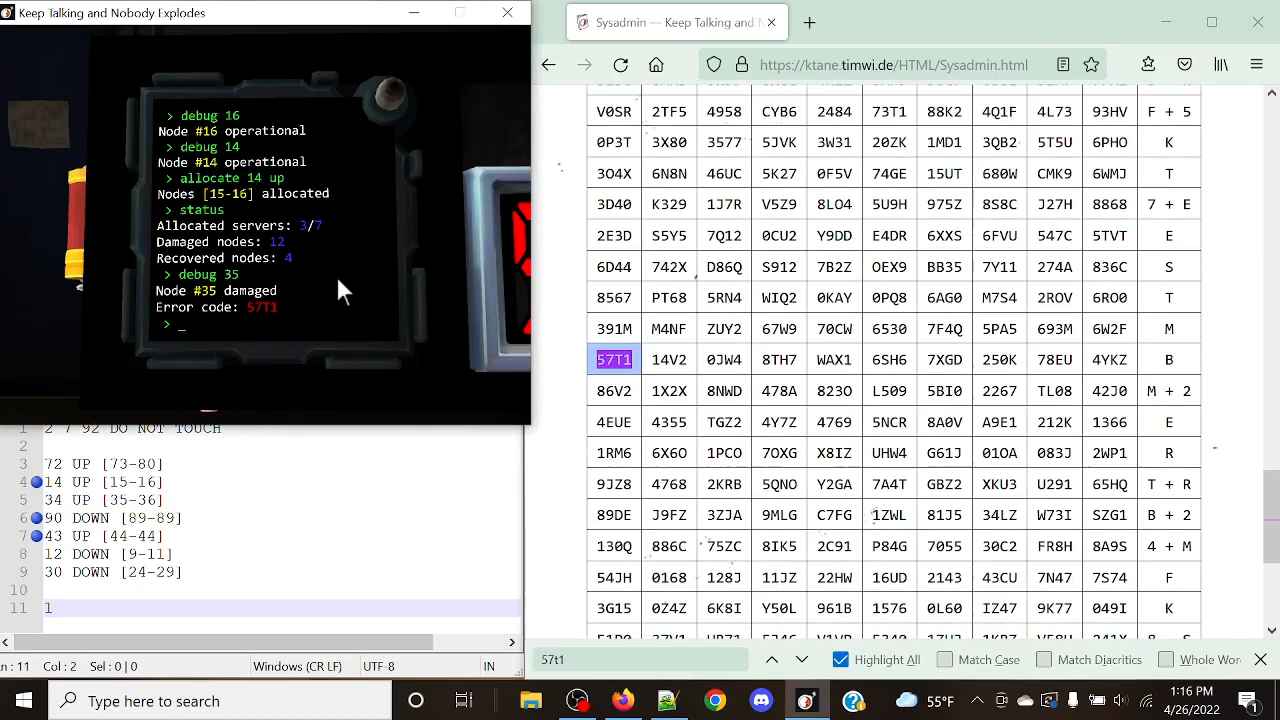 Keep Talking and Nobody Explodes
> debug 16
Node #16 operational
> debug 14
Node #14 operational
> allocate 14 up
Nodes [15-16] allocated
> status
Allocated servers: 3/7
Damaged nodes: 12
Recovered nodes: 4
> debug 35
Node #35 damaged
Error code: 57T1
> _
1 2 7 92 DO NOT TOUCH
2
3 72 UP [73-80]
4 14 UP [15-16]
5 34 UP [35-36]
6 90 DOWN [89-89]
7 43 UP [44-44]
8 12 DOWN [9-11]
9 30 DOWN [24-29]
10
11 1
Ln : 11 Col : 2 Sel : 0 | 0 Windows (CR LF) UTF-8 IN
Sysadmin — Keep Talking and N
https://ktane.timwi.de/HTML/Sysadmin.html
V0SR 2TF5 4958 CYB6 2484 73T1 88K2 4Q1F 4L73 93HV F + 5
0P3T 3X80 3577 5JVK 3W31 20ZK 1MD1 3QB2 5T5U 6PHO K
3O4X 6N8N 46UC 5K27 0F5V 74GE 15UT 680W CMK9 6WMJ T
3D40 K329 1J7R V5Z9 8LO4 5U9H 975Z 8S8C J27H 8868 7 + E
2E3D S5Y5 7Q12 0CU2 Y9DD E4DR 6XXS 6FVU 547C 5TVT E
6D44 742X D86Q S912 7B2Z OEX9 BB35 7Y11 274A 836C S
8567 PT68 5RN4 WIQ2 0KAY 0PQ8 6AG0 M7S4 2ROV 6RO0 T
391M M4NF ZUY2 67W9 70CW 6530 7F4Q 5PA5 693M 6W2F M
57T1 14V2 0JW4 8TH7 WAX1 6SH6 7XGD 250K 78EU 4YKZ B
86V2 1X2X 8NWD 478A 823O L509 5BI0 2267 TL08 42J0 M + 2
4EUE 4355 TGZ2 4Y7Z 4769 5NCR 8A0V A9E1 212K 1366 E
1RM6 6X6O 1PCO 7OXG X8IZ UHW4 G61J 01OA 083J 2WP1 R
9JZ8 4768 2KRB 5QNO Y2GA 7A4T GBZ2 XKU3 U291 65HQ T + R
89DE J9FZ 3ZJA 9MLG C7FG 1ZWL 81J5 34LZ W73I SZG1 B + 2
130Q 886C 75ZC 8IK5 2C91 P84G 7055 30C2 FR8H 8A9S 4 + M
54JH 0168 128J 11JZ 22HW 16UD 2143 43CU 7N47 7S74 F
3G15 0Z4Z 6K8I Y50L 961B 1576 0L60 IZ47 9K77 049I K
57t1 Highlight All Match Case Match Diacritics Whole Wo
Type here to search
55°F
1:16 PM
4/26/2022